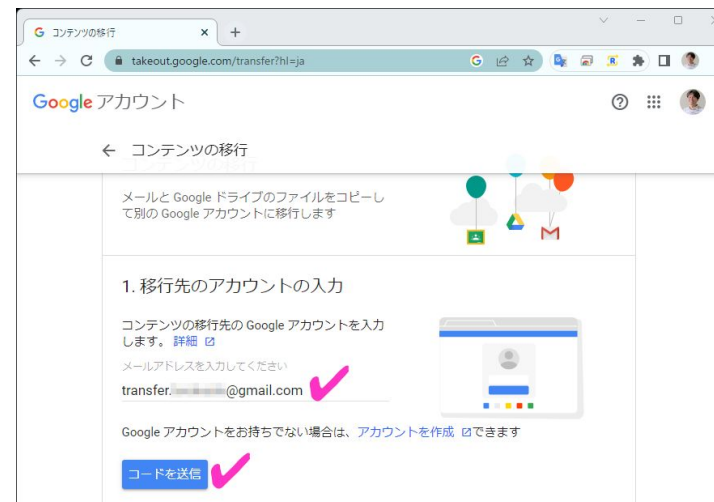 コンテンツの移行
takeout.google.com/transfer?hl=ja
Google アカウント
コンテンツの移行
メールと Google ドライブのファイルをコピーし
て別の Google アカウントに移行します
1. 移行先のアカウントの入力
コンテンツの移行先の Google アカウントを入力
します。 詳細
メールアドレスを入力してください
transfer. @gmail.com
Google アカウントをお持ちでない場合は、アカウントを作成 できます
コードを送信